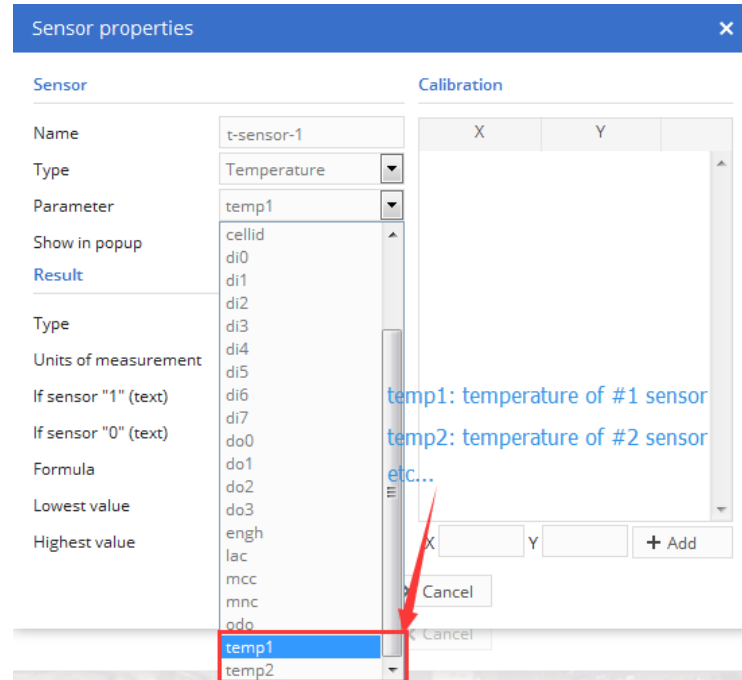 Sensor properties ×
Sensor
Calibration
Name
t-sensor-1
X Y
Type
Temperature
Parameter
temp1
Show in popup
cellid
di0
Result
di1
di2
Type
di3
di4
Units of measurement
di5
If sensor "1" (text)
di6
temp1: temperature of #1 sensor
di7
If sensor "0" (text)
do0
temp2: temperature of #2 sensor
do1
Formula
etc...
do2
Lowest value
do3
engh
Highest value
X Y + Add
lac
mcc
Cancel
mnc
odo
Cancel
temp1
temp2